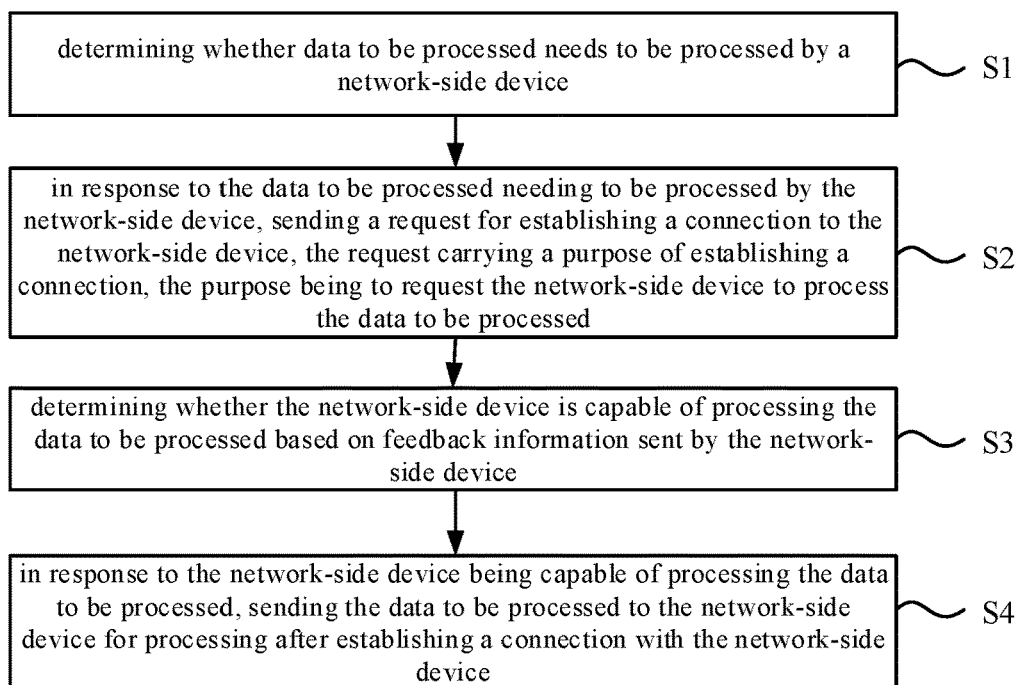 determining whether data to be processed needs to be processed by a
network-side device
S1
in response to the data to be processed needing to be processed by the
network-side device, sending a request for establishing a connection to the
network-side device, the request carrying a purpose of establishing a
connection, the purpose being to request the network-side device to process
the data to be processed
S2
determining whether the network-side device is capable of processing the
data to be processed based on feedback information sent by the network-
side device
S3
in response to the network-side device being capable of processing the data
to be processed, sending the data to be processed to the network-side
device for processing after establishing a connection with the network-side
device
S4